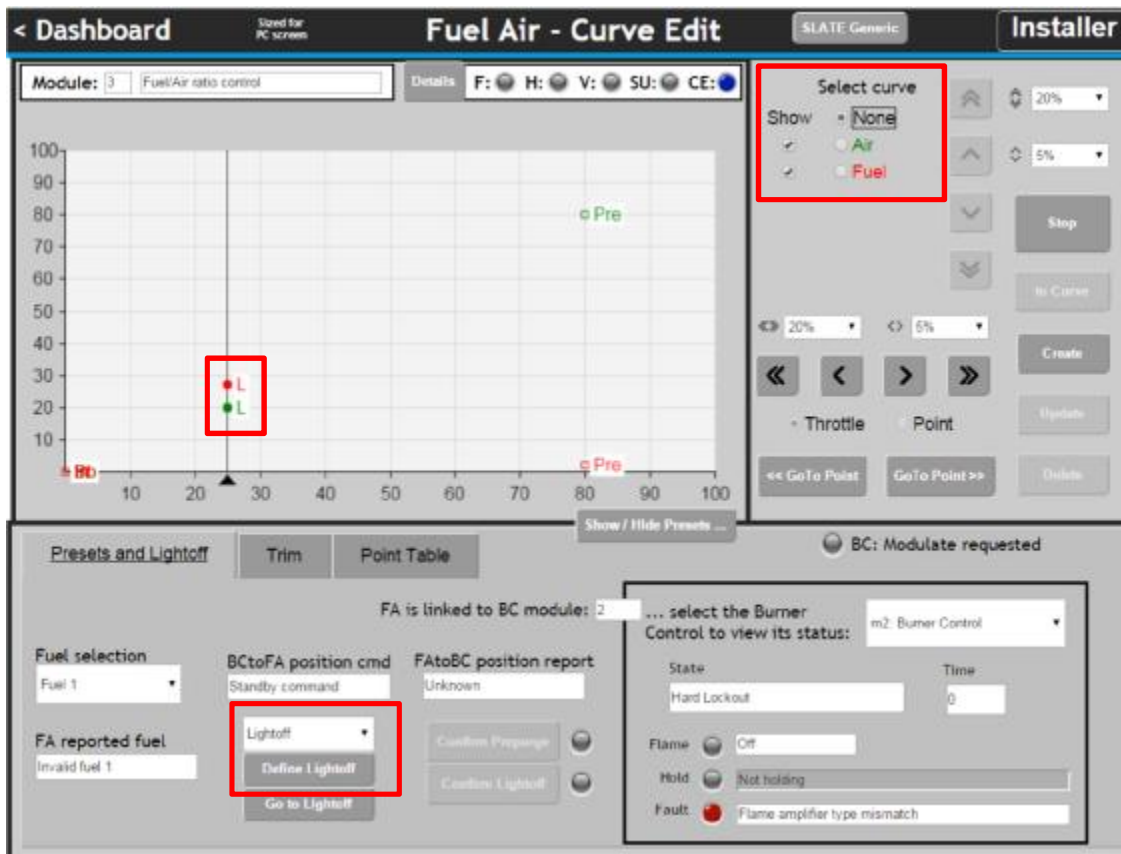 < Dashboard
Sized for
PC screen
Fuel Air - Curve Edit
SLATE Generic
Installer
Module: 3 Fuel/Air ratio control
Details
F: H: V: SU: CE:
100
90
80
70
60
50
40
30
20
10
Pre
L
L
Pre
10 20 30 40 50 60 70 80 90 100
Show / Hide Presets ...
Select curve
Show None
Air
Fuel
20%
5%
Stop
In Curve
Create
Update
Delete
20% 5%
« < > »
Throttle Point
<< GoTo Point GoTo Point >>
Presets and Lightoff Trim Point Table
BC: Modulate requested
FA is linked to BC module: 2
Fuel selection
Fuel 1
FA reported fuel
Invalid fuel 1
BCtoFA position cmd
Standby command
Lightoff
Define Lightoff
Go to Lightoff
FAtoBC position report
Unknown
Confirm Prepurge
Confirm Lightoff
... select the Burner
Control to view its status:
m2: Burner Control
State Time
Hard Lockout 0
Flame Off
Hold Not holding
Fault Flame amplifier type mismatch